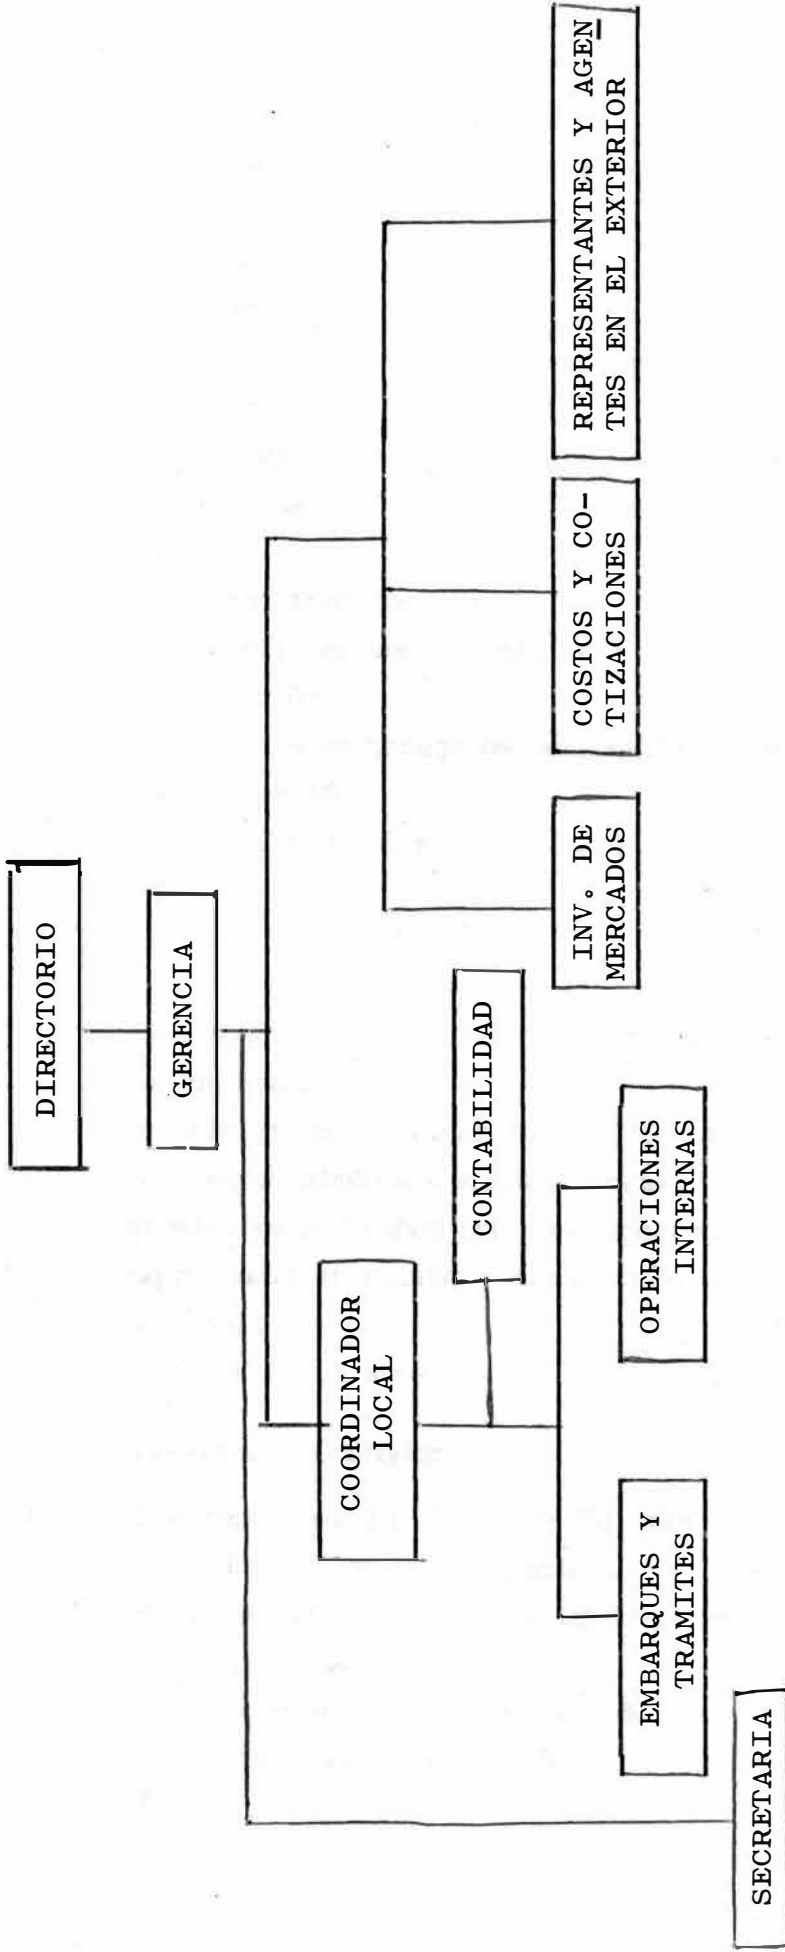 DIRECTORIO
GERENCIA
COORDINADOR
LOCAL
CONTABILIDAD
EMBARQUES Y
TRAMITES
OPERACIONES
INTERNAS
INV. DE
MERCADOS
COSTOS Y CO-
TIZACIONES
REPRESENTANTES Y AGEN
TES EN EL EXTERIOR
SECRETARIA